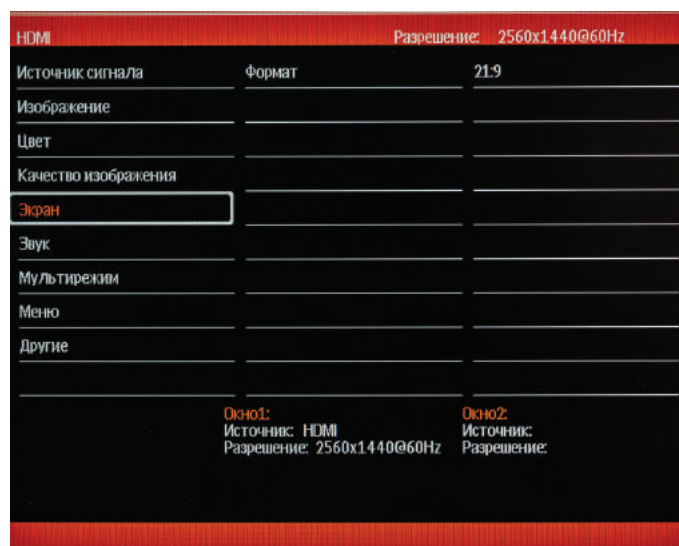 HDMI Разрешение: 2560x1440@60Hz
Источник сигнала Формат 21:9
Изображение
Цвет
Качество изображения
Экран
Звук
Мультирежим
Меню
Другие
Окно1: Окно2:
Источник: HDMI Источник:
Разрешение: 2560x1440@60Hz Разрешение: